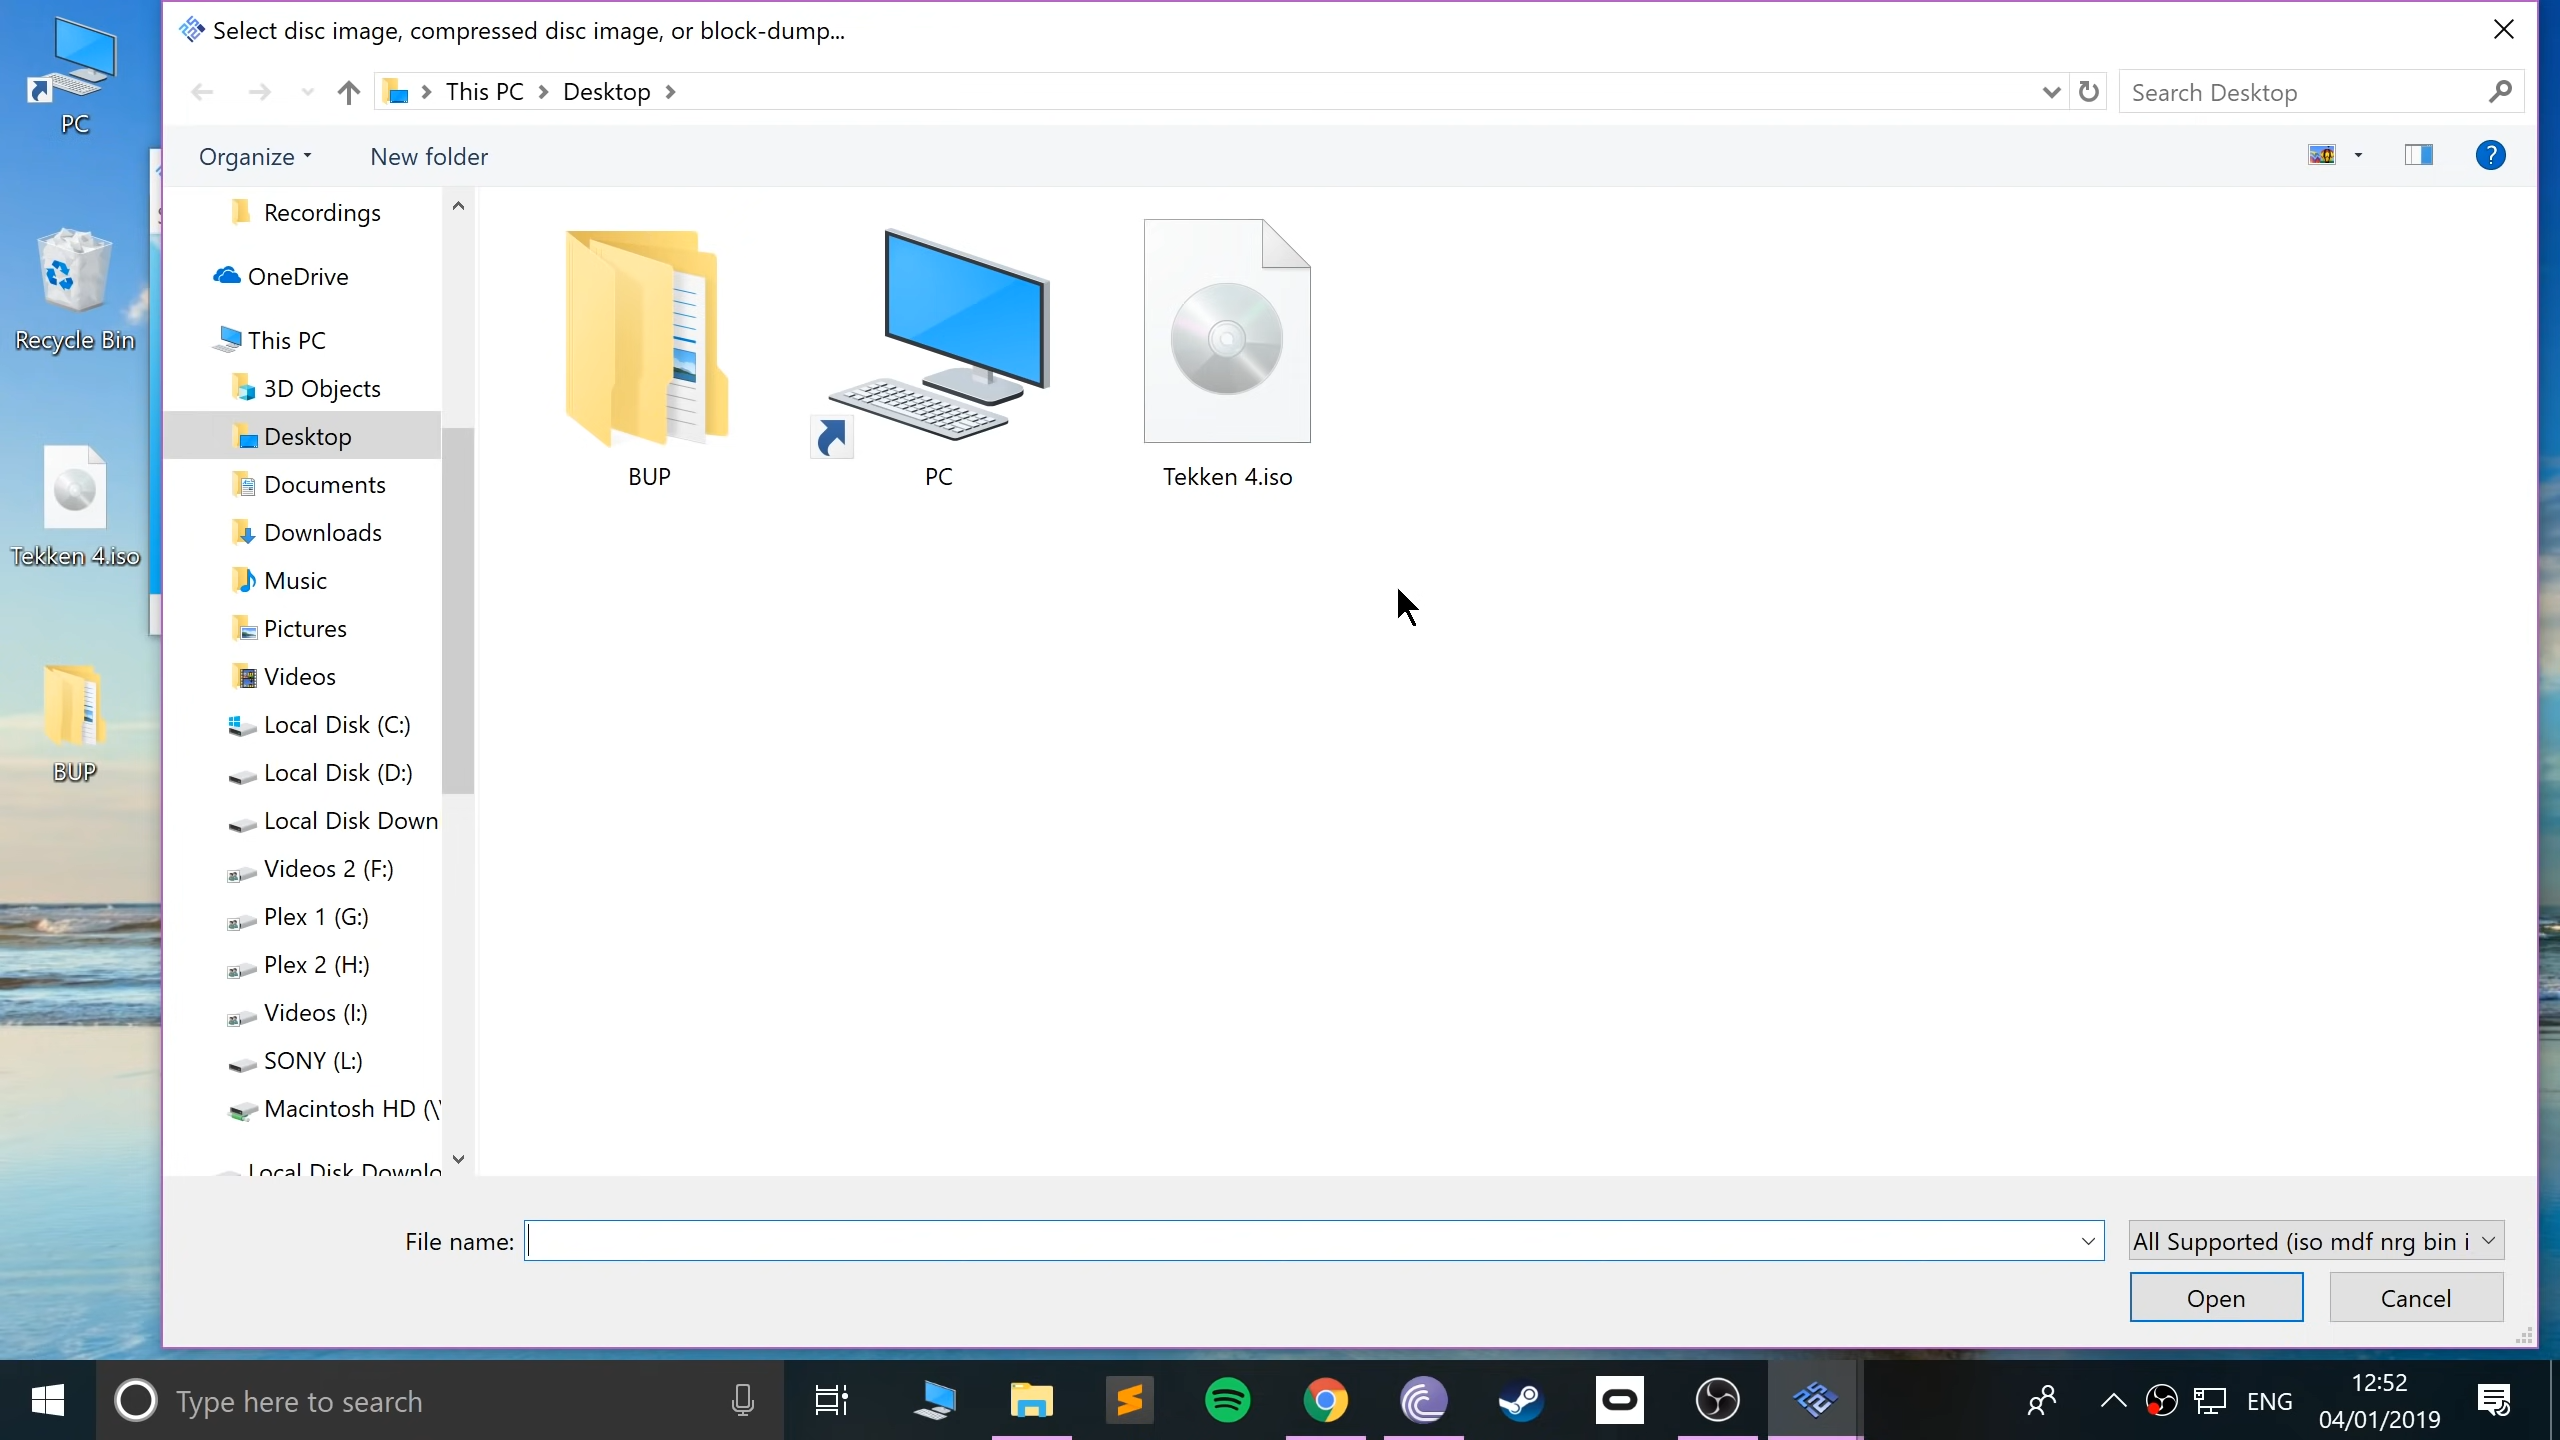 Select disc image, compressed disc image, or block-dump...
This PC
Desktop
Search Desktop
Organize
New folder
?
PC
Recycle Bin
Tekken 4.iso
BUP
Recordings
OneDrive
This PC
3D Objects
Desktop
Documents
Downloads
Music
Pictures
Videos
Local Disk (C:)
Local Disk (D:)
Local Disk Down
Videos 2 (F:)
Plex 1 (G:)
Plex 2 (H:)
Videos (I:)
SONY (L:)
Macintosh HD (\\
Local Disk Downlo
BUP
PC
Tekken 4.iso
File name:
All Supported (iso mdf nrg bin i
Open
Cancel
Type here to search
ENG
12:52
04/01/2019